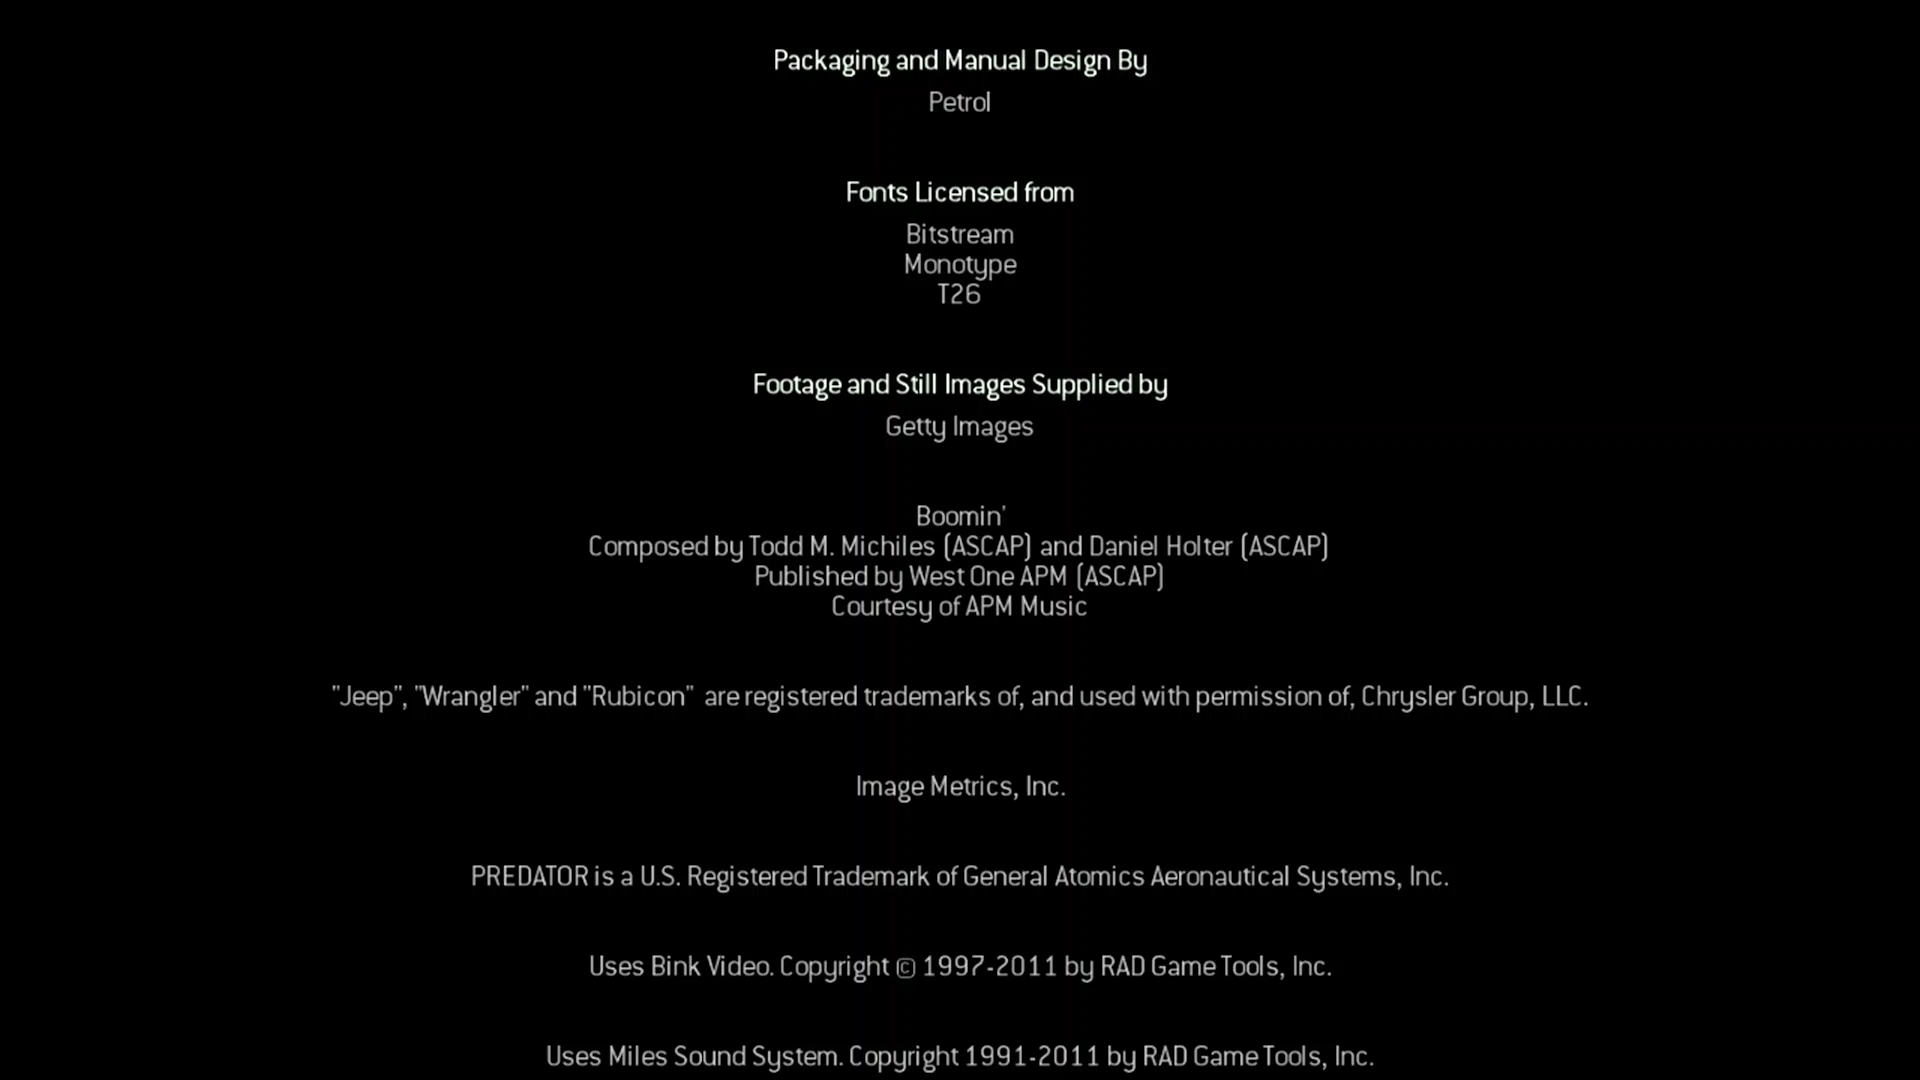 Packaging and Manual Design By
Petrol
Fonts Licensed from
Bitstream
Monotype
T26
Footage and Still Images Supplied by
Getty Images
Boomin'
Composed by Todd M. Michiles (ASCAP) and Daniel Holter (ASCAP)
Published by West One APM (ASCAP)
Courtesy of APM Music
"Jeep", "Wrangler" and "Rubicon"  are registered trademarks of, and used with permission of, Chrysler Group, LLC.
Image Metrics, Inc.
PREDATOR is a U.S. Registered Trademark of General Atomics Aeronautical Systems, Inc.
Uses Bink Video. Copyright © 1997-2011 by RAD Game Tools, Inc.
Uses Miles Sound System. Copyright 1991-2011 by RAD Game Tools, Inc.